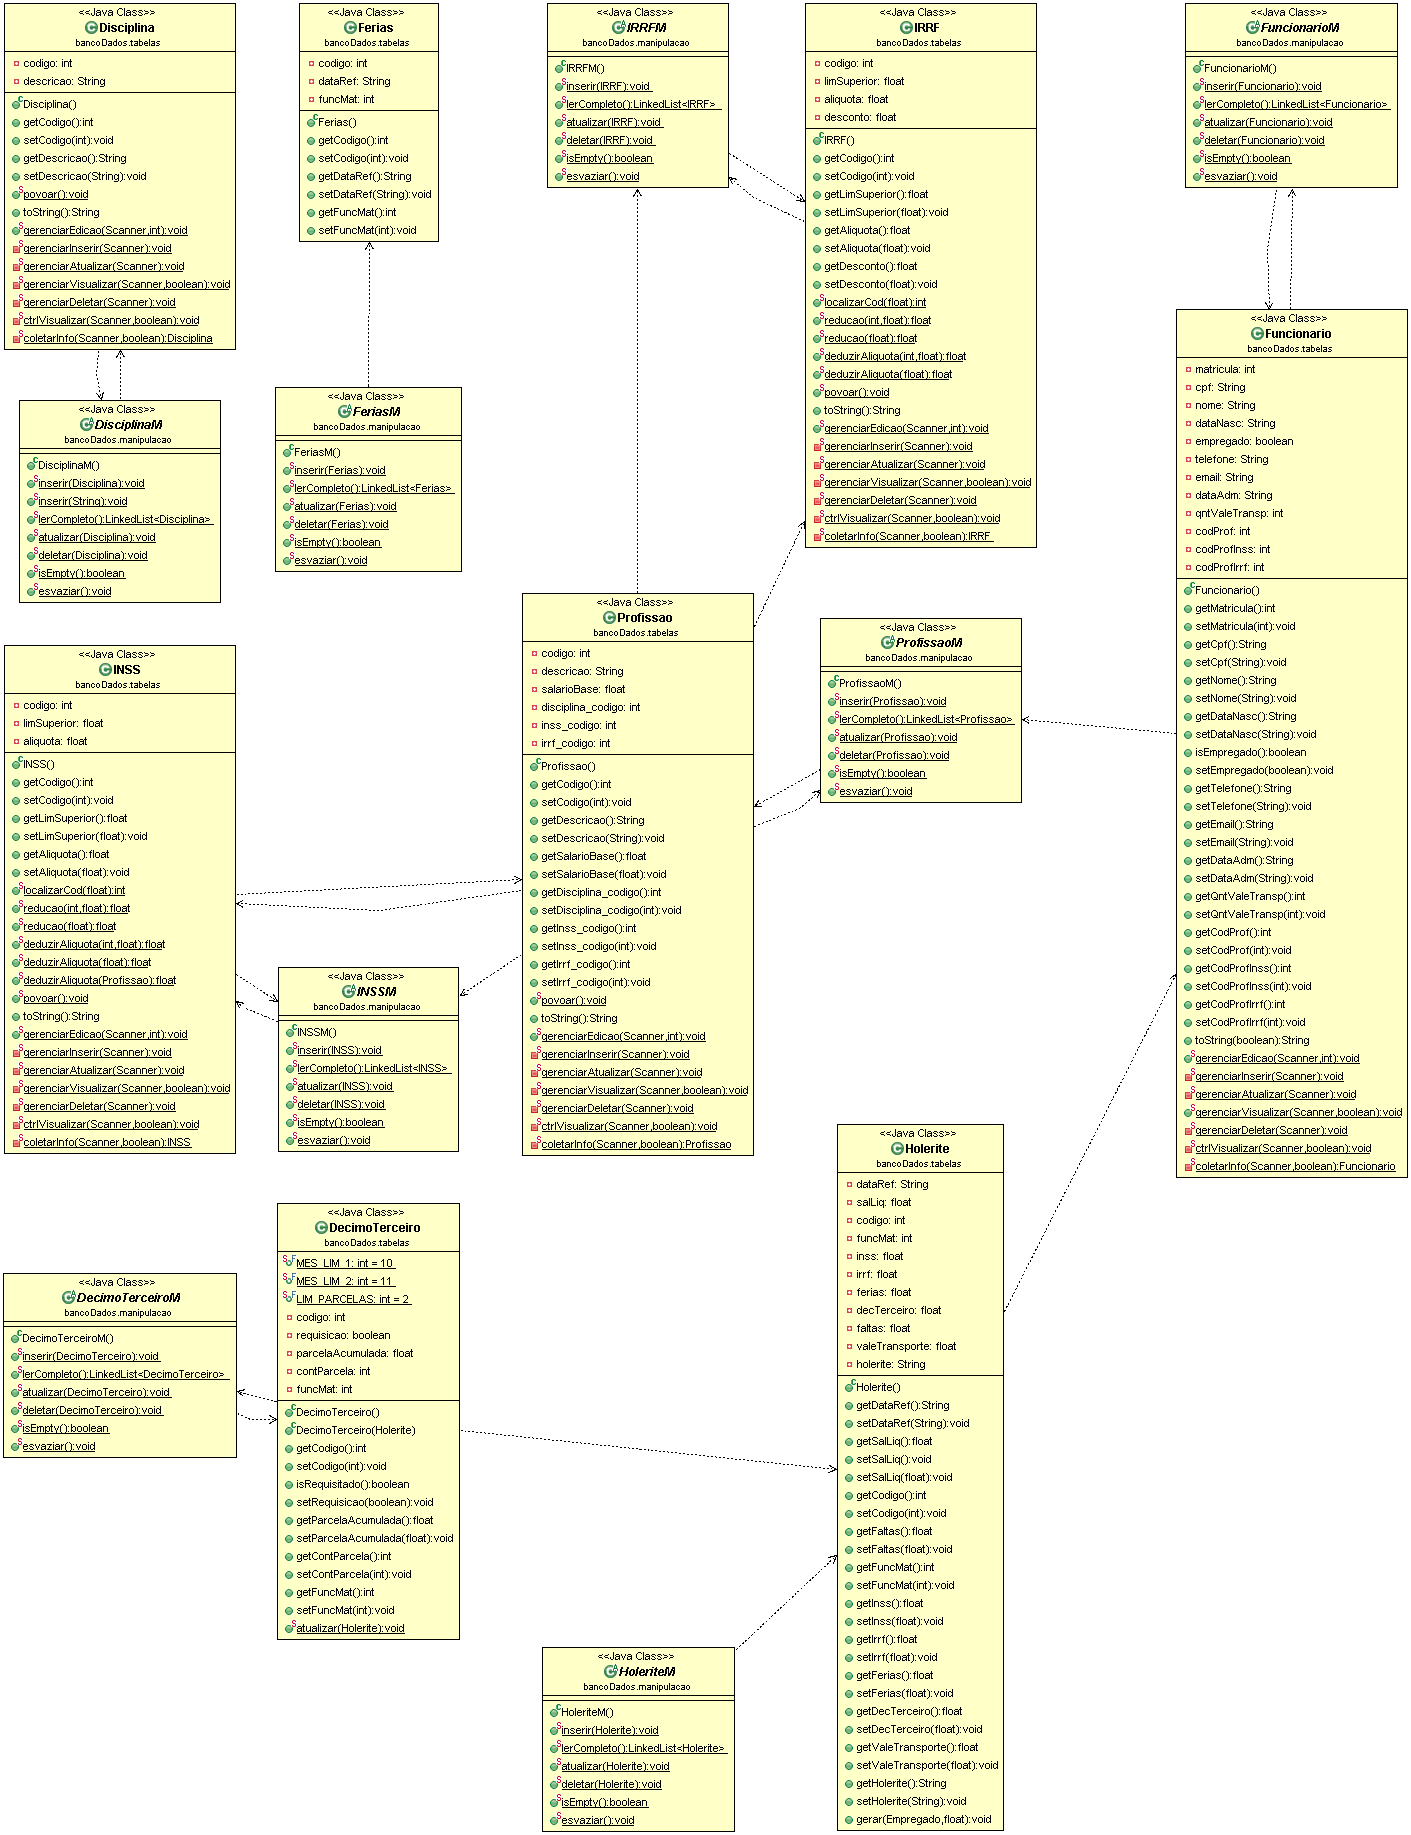 <<Java Class>>
Disciplina
bancoDados.tabelas
codigo: int
descricao: String
Disciplina()
getCodigo():int
setCodigo(int):void
getDescricao():String
setDescricao(String):void
povoar():void
toString():String
gerenciarEdicao(Scanner,int):void
gerenciarInserir(Scanner):void
gerenciarAtualizar(Scanner):void
gerenciarVisualizar(Scanner,boolean):void
gerenciarDeletar(Scanner):void
ctrlVisualizar(Scanner,boolean):void
coletarInfo(Scanner,boolean):Disciplina
<<Java Class>>
Ferias
bancoDados.tabelas
codigo: int
dataRef: String
funcMat: int
Ferias()
getCodigo():int
setCodigo(int):void
getDataRef():String
setDataRef(String):void
getFuncMat():int
setFuncMat(int):void
<<Java Class>>
IRRFM
bancoDados.manipulacao
IRRFM()
inserir(IRRF):void
lerCompleto():LinkedList<IRRF>
atualizar(IRRF):void
deletar(IRRF):void
isEmpty():boolean
esvaziar():void
<<Java Class>>
IRRF
bancoDados.tabelas
codigo: int
limSuperior: float
aliquota: float
desconto: float
IRRF()
getCodigo():int
setCodigo(int):void
getLimSuperior():float
setLimSuperior(float):void
getAliquota():float
setAliquota(float):void
getDesconto():float
setDesconto(float):void
localizarCod(float):int
reducao(int,float):float
reducao(float):float
deduzirAliquota(int,float):float
deduzirAliquota(float):float
povoar():void
toString():String
gerenciarEdicao(Scanner,int):void
gerenciarInserir(Scanner):void
gerenciarAtualizar(Scanner):void
gerenciarVisualizar(Scanner,boolean):void
gerenciarDeletar(Scanner):void
ctrlVisualizar(Scanner,boolean):void
coletarInfo(Scanner,boolean):IRRF
<<Java Class>>
FuncionarioM
bancoDados.manipulacao
FuncionarioM()
inserir(Funcionario):void
lerCompleto():LinkedList<Funcionario>
atualizar(Funcionario):void
deletar(Funcionario):void
isEmpty():boolean
esvaziar():void
<<Java Class>>
DisciplinaM
bancoDados.manipulacao
DisciplinaM()
inserir(Disciplina):void
inserir(String):void
lerCompleto():LinkedList<Disciplina>
atualizar(Disciplina):void
deletar(Disciplina):void
isEmpty():boolean
esvaziar():void
<<Java Class>>
FeriasM
bancoDados.manipulacao
FeriasM()
inserir(Ferias):void
lerCompleto():LinkedList<Ferias>
atualizar(Ferias):void
deletar(Ferias):void
isEmpty():boolean
esvaziar():void
<<Java Class>>
Funcionario
bancoDados.tabelas
matricula: int
cpf: String
nome: String
dataNasc: String
empregado: boolean
telefone: String
email: String
dataAdm: String
qntValeTransp: int
codProf: int
codProfInss: int
codProfIrrf: int
Funcionario()
getMatricula():int
setMatricula(int):void
getCpf():String
setCpf(String):void
getNome():String
setNome(String):void
getDataNasc():String
setDataNasc(String):void
isEmpregado():boolean
setEmpregado(boolean):void
getTelefone():String
setTelefone(String):void
getEmail():String
setEmail(String):void
getDataAdm():String
setDataAdm(String):void
getQntValeTransp():int
setQntValeTransp(int):void
getCodProf():int
setCodProf(int):void
getCodProfInss():int
setCodProfInss(int):void
getCodProfIrrf():int
setCodProfIrrf(int):void
toString(boolean):String
gerenciarEdicao(Scanner,int):void
gerenciarInserir(Scanner):void
gerenciarAtualizar(Scanner):void
gerenciarVisualizar(Scanner,boolean):void
gerenciarDeletar(Scanner):void
ctrlVisualizar(Scanner,boolean):void
coletarInfo(Scanner,boolean):Funcionario
<<Java Class>>
INSS
bancoDados.tabelas
codigo: int
limSuperior: float
aliquota: float
INSS()
getCodigo():int
setCodigo(int):void
getLimSuperior():float
setLimSuperior(float):void
getAliquota():float
setAliquota(float):void
localizarCod(float):int
reducao(int,float):float
reducao(float):float
deduzirAliquota(int,float):float
deduzirAliquota(float):float
deduzirAliquota(Profissao):float
povoar():void
toString():String
gerenciarEdicao(Scanner,int):void
gerenciarInserir(Scanner):void
gerenciarAtualizar(Scanner):void
gerenciarVisualizar(Scanner,boolean):void
gerenciarDeletar(Scanner):void
ctrlVisualizar(Scanner,boolean):void
coletarInfo(Scanner,boolean):INSS
<<Java Class>>
Profissao
bancoDados.tabelas
codigo: int
descricao: String
salarioBase: float
disciplina_codigo: int
inss_codigo: int
irrf_codigo: int
Profissao()
getCodigo():int
setCodigo(int):void
getDescricao():String
setDescricao(String):void
getSalarioBase():float
setSalarioBase(float):void
getDisciplina_codigo():int
setDisciplina_codigo(int):void
getInss_codigo():int
setInss_codigo(int):void
getIrrf_codigo():int
setIrrf_codigo(int):void
povoar():void
toString():String
gerenciarEdicao(Scanner,int):void
gerenciarInserir(Scanner):void
gerenciarAtualizar(Scanner):void
gerenciarVisualizar(Scanner,boolean):void
gerenciarDeletar(Scanner):void
ctrlVisualizar(Scanner,boolean):void
coletarInfo(Scanner,boolean):Profissao
<<Java Class>>
ProfissaoM
bancoDados.manipulacao
ProfissaoM()
inserir(Profissao):void
lerCompleto():LinkedList<Profissao>
atualizar(Profissao):void
deletar(Profissao):void
isEmpty():boolean
esvaziar():void
<<Java Class>>
INSSM
bancoDados.manipulacao
INSSM()
inserir(INSS):void
lerCompleto():LinkedList<INSS>
atualizar(INSS):void
deletar(INSS):void
isEmpty():boolean
esvaziar():void
<<Java Class>>
Holerite
bancoDados.tabelas
dataRef: String
salLiq: float
codigo: int
funcMat: int
inss: float
irrf: float
ferias: float
decTerceiro: float
faltas: float
valeTransporte: float
holerite: String
Holerite()
getDataRef():String
setDataRef(String):void
getSalLiq():float
setSalLiq():void
setSalLiq(float):void
getCodigo():int
setCodigo(int):void
getFaltas():float
setFaltas(float):void
getFuncMat():int
setFuncMat(int):void
getInss():float
setInss(float):void
getIrrf():float
setIrrf(float):void
getFerias():float
setFerias(float):void
getDecTerceiro():float
setDecTerceiro(float):void
getValeTransporte():float
setValeTransporte(float):void
getHolerite():String
setHolerite(String):void
gerar(Empregado,float):void
<<Java Class>>
DecimoTerceiro
bancoDados.tabelas
MES_LIM_1: int = 10
MES_LIM_2: int = 11
LIM_PARCELAS: int = 2
codigo: int
requisicao: boolean
parcelaAcumulada: float
contParcela: int
funcMat: int
DecimoTerceiro()
DecimoTerceiro(Holerite)
getCodigo():int
setCodigo(int):void
isRequisitado():boolean
setRequisicao(boolean):void
getParcelaAcumulada():float
setParcelaAcumulada(float):void
getContParcela():int
setContParcela(int):void
getFuncMat():int
setFuncMat(int):void
atualizar(Holerite):void
<<Java Class>>
DecimoTerceiroM
bancoDados.manipulacao
DecimoTerceiroM()
inserir(DecimoTerceiro):void
lerCompleto():LinkedList<DecimoTerceiro>
atualizar(DecimoTerceiro):void
deletar(DecimoTerceiro):void
isEmpty():boolean
esvaziar():void
<<Java Class>>
HoleriteM
bancoDados.manipulacao
HoleriteM()
inserir(Holerite):void
lerCompleto():LinkedList<Holerite>
atualizar(Holerite):void
deletar(Holerite):void
isEmpty():boolean
esvaziar():void